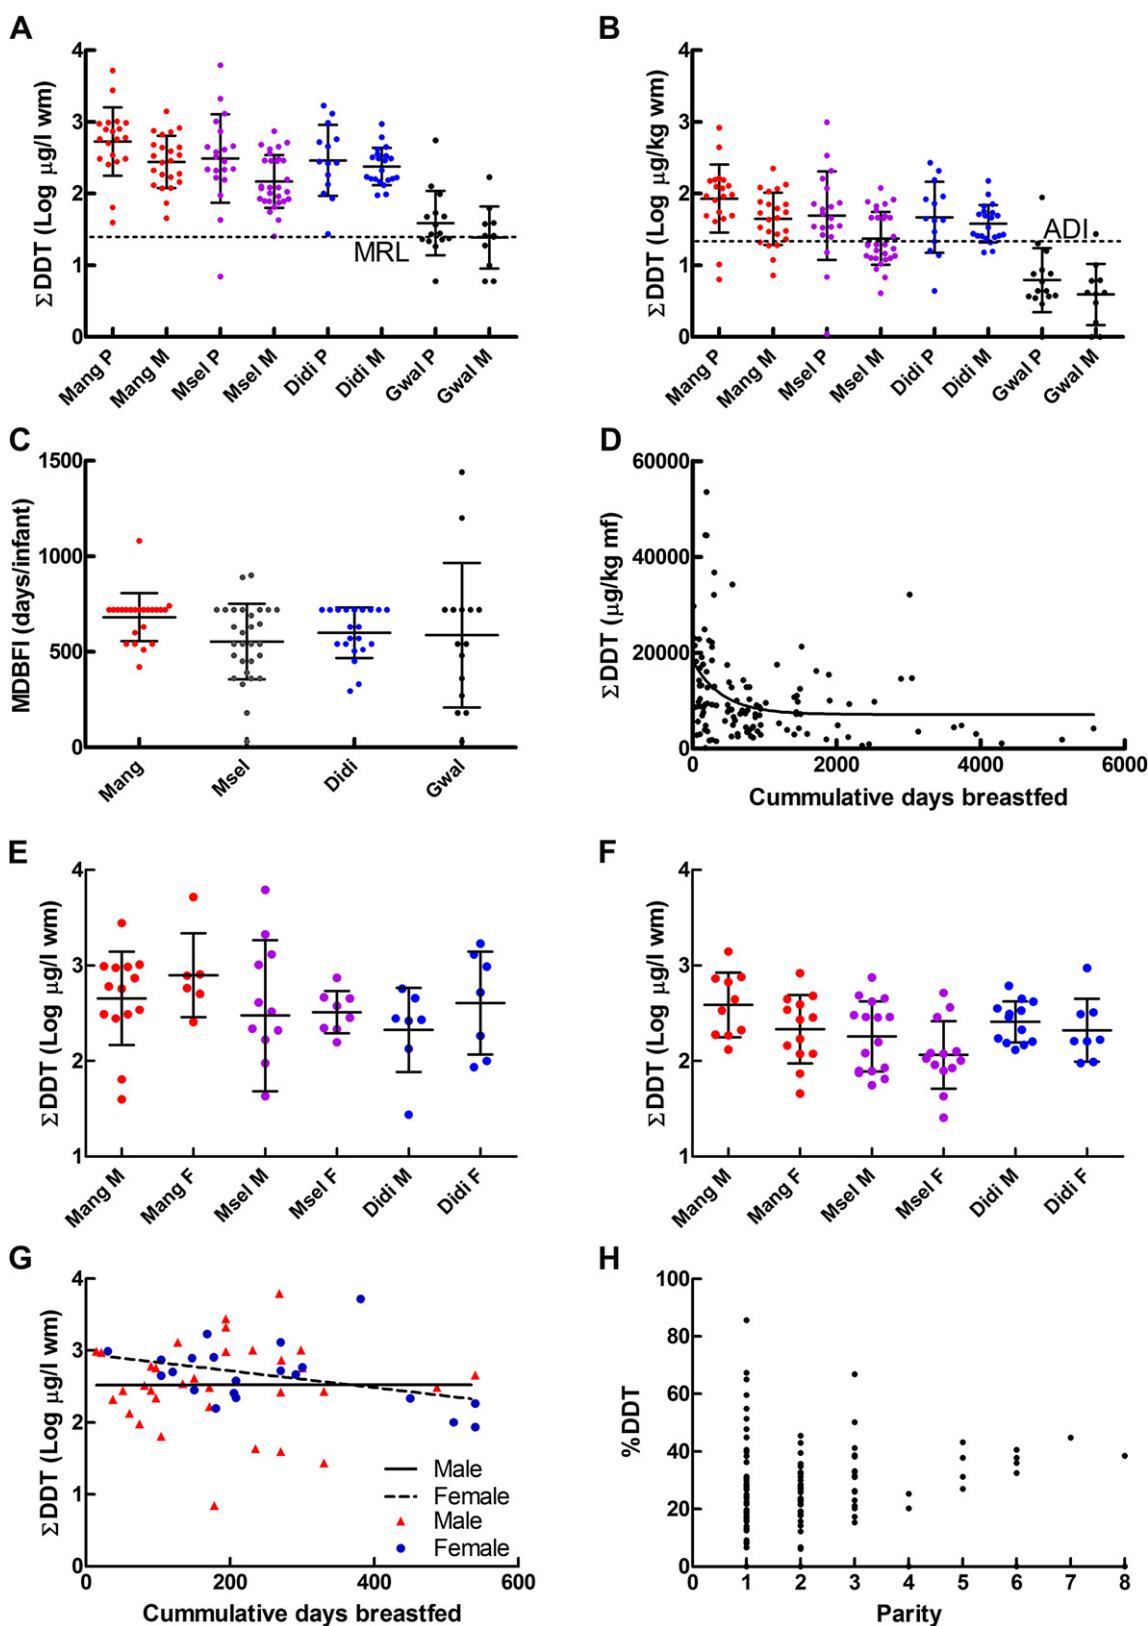 A
ΣDDT (Log µg/l wm)
4
3
2
1
0
MRL
Mang P
Mang M
Msel P
Msel M
Didi P
Didi M
Gwal P
Gwal M
B
ΣDDT (Log µg/kg wm)
4
3
2
1
0
ADI
Mang P
Mang M
Msel P
Msel M
Didi P
Didi M
Gwal P
Gwal M
C
MDBFI (days/infant)
1500
1000
500
0
Mang
Msel
Didi
Gwal
D
ΣDDT (µg/kg mf)
60000
40000
20000
0
0 2000 4000 6000
Cummulative days breastfed
E
ΣDDT (Log µg/l wm)
4
3
2
1
Mang M
Mang F
Msel M
Msel F
Didi M
Didi F
F
ΣDDT (Log µg/l wm)
4
3
2
1
Mang M
Mang F
Msel M
Msel F
Didi M
Didi F
G
ΣDDT (Log µg/l wm)
4
3
2
1
0
Male
Female
Male
Female
0 200 400 600
Cummulative days breastfed
H
%DDT
100
80
60
40
20
0
0 1 2 3 4 5 6 7 8
Parity